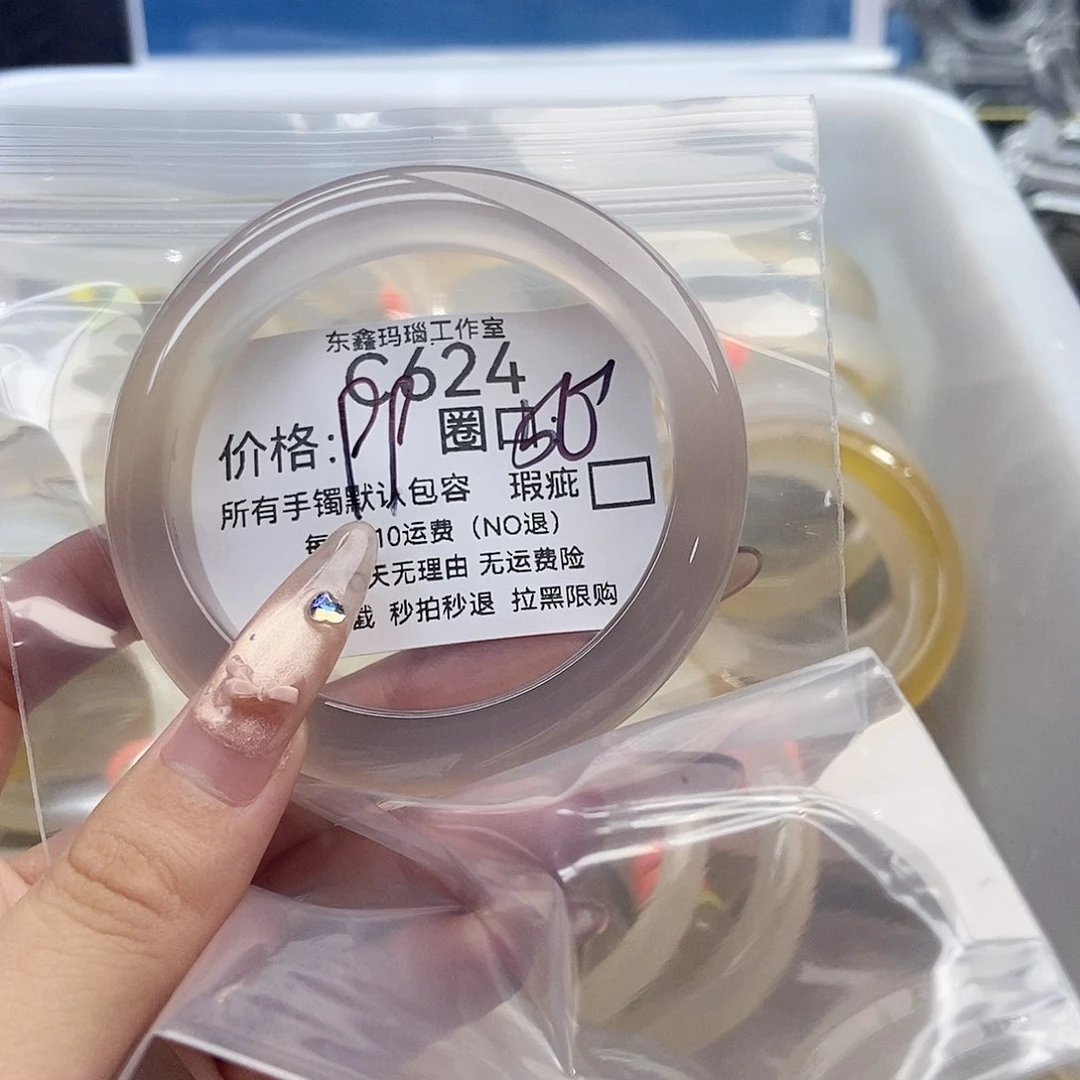 东鑫玛瑙工作室
C624
价格: 圈口:
所有手镯默认包容 瑕疵
10运费（NO退）
天无理由 无运费险
秒拍秒退 拉黑限购